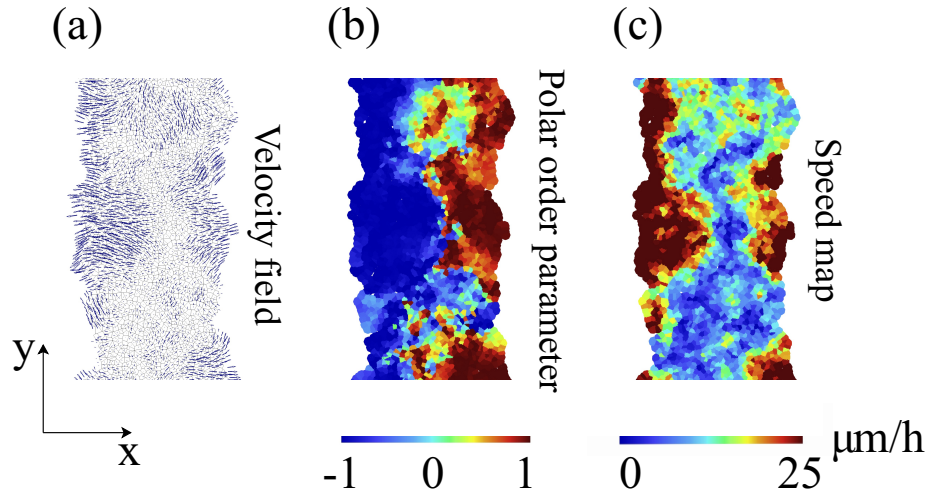 (a)
(b)
(c)
Velocity field
Polar order parameter
Speed map
y
x
-1 0 1
0 25
μm/h